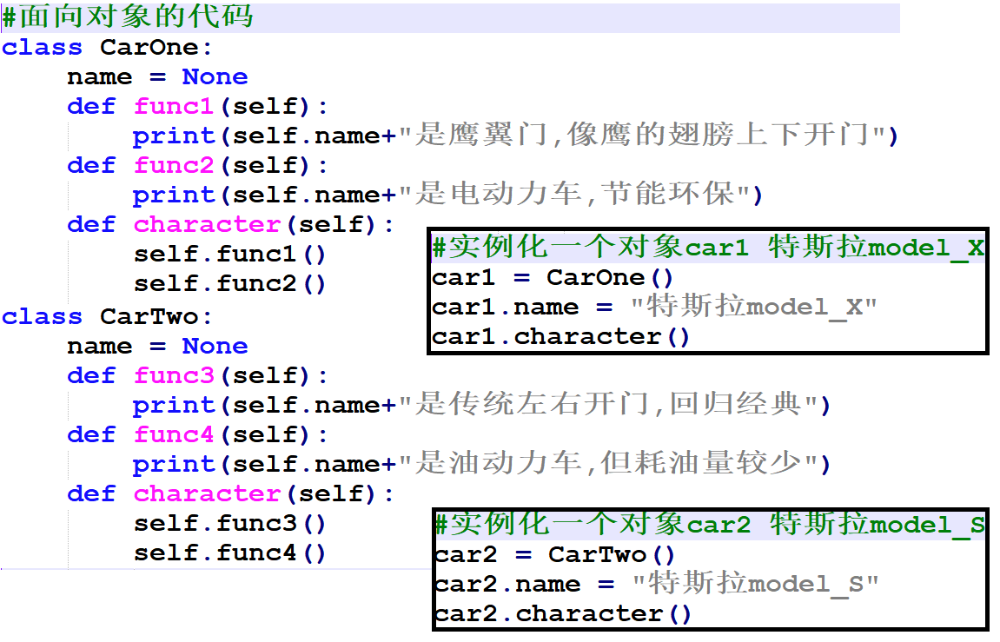 #面向对象的代码
class CarOne:
    name = None
    def func1(self):
        print(self.name+"是鹰翼门,像鹰的翅膀上下开门")
    def func2(self):
        print(self.name+"是电动力车,节能环保")
    def character(self):
        self.func1()
        self.func2()
class CarTwo:
    name = None
    def func3(self):
        print(self.name+"是传统左右开门,回归经典")
    def func4(self):
        print(self.name+"是油动力车,但耗油量较少")
    def character(self):
        self.func3()
        self.func4()
#实例化一个对象car1 特斯拉model_X
car1 = CarOne()
car1.name = "特斯拉model_X"
car1.character()
#实例化一个对象car2 特斯拉model_S
car2 = CarTwo()
car2.name = "特斯拉model_S"
car2.character()